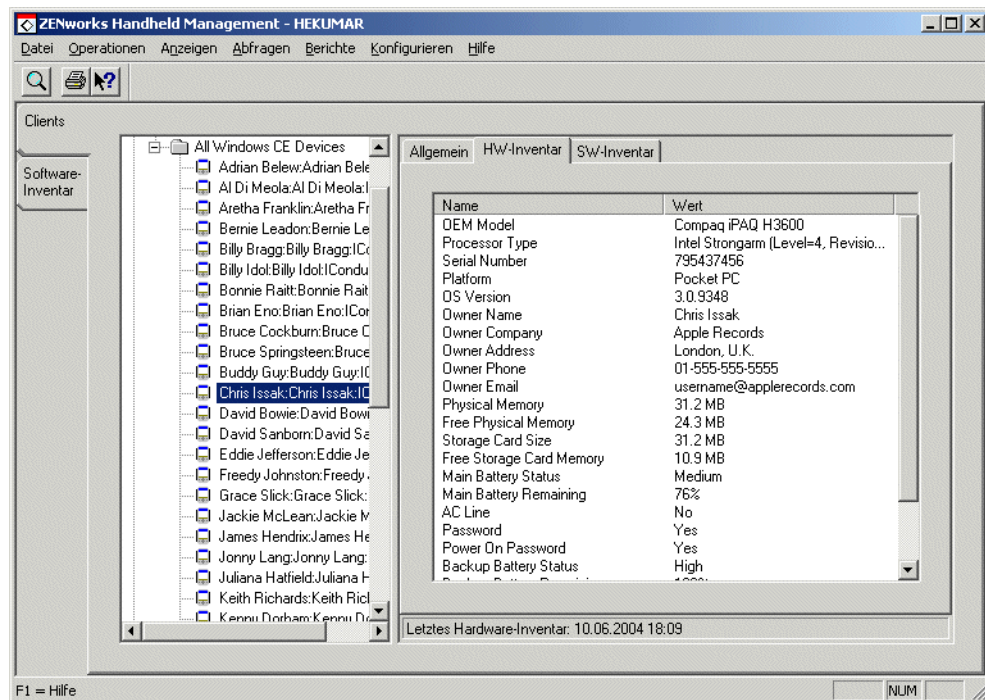 ZENworks Handheld Management - HEKUMAR
Datei Operationen Anzeigen Abfragen Berichte Konfigurieren Hilfe
Clients
Software-
Inventar
All Windows CE Devices
Adrian Belew:Adrian Bele
Al Di Meola:Al Di Meola:I
Aretha Franklin:Aretha Fr
Bernie Leadon:Bernie Le
Billy Bragg:Billy Bragg:ICo
Billy Idol:Billy Idol:ICondu
Bonnie Raitt:Bonnie Rait
Brian Eno:Brian Eno:ICor
Bruce Cockburn:Bruce C
Bruce Springsteen:Bruce
Buddy Guy:Buddy Guy:IC
Chris Issak:Chris Issak:IC
David Bowie:David Bowi
David Sanborn:David Sa
Eddie Jefferson:Eddie Je
Freedy Johnston:Freedy
Grace Slick:Grace Slick:
Jackie McLean:Jackie M
James Hendrix:James He
Jonny Lang:Jonny Lang:
Juliana Hatfield:Juliana H
Keith Richards:Keith Rich
Kenny Dorham:Kenny Do
Allgemein HW-Inventar SW-Inventar
Name Wert
OEM Model Compaq iPAQ H3600
Processor Type Intel Strongarm (Level=4, Revisio...
Serial Number 795437456
Platform Pocket PC
OS Version 3.0.9348
Owner Name Chris Issak
Owner Company Apple Records
Owner Address London, U.K.
Owner Phone 01-555-555-5555
Owner Email username@applerecords.com
Physical Memory 31.2 MB
Free Physical Memory 24.3 MB
Storage Card Size 31.2 MB
Free Storage Card Memory 10.9 MB
Main Battery Status Medium
Main Battery Remaining 76%
AC Line No
Password Yes
Power On Password Yes
Backup Battery Status High
Letztes Hardware-Inventar: 10.06.2004 18:09
F1 = Hilfe NUM